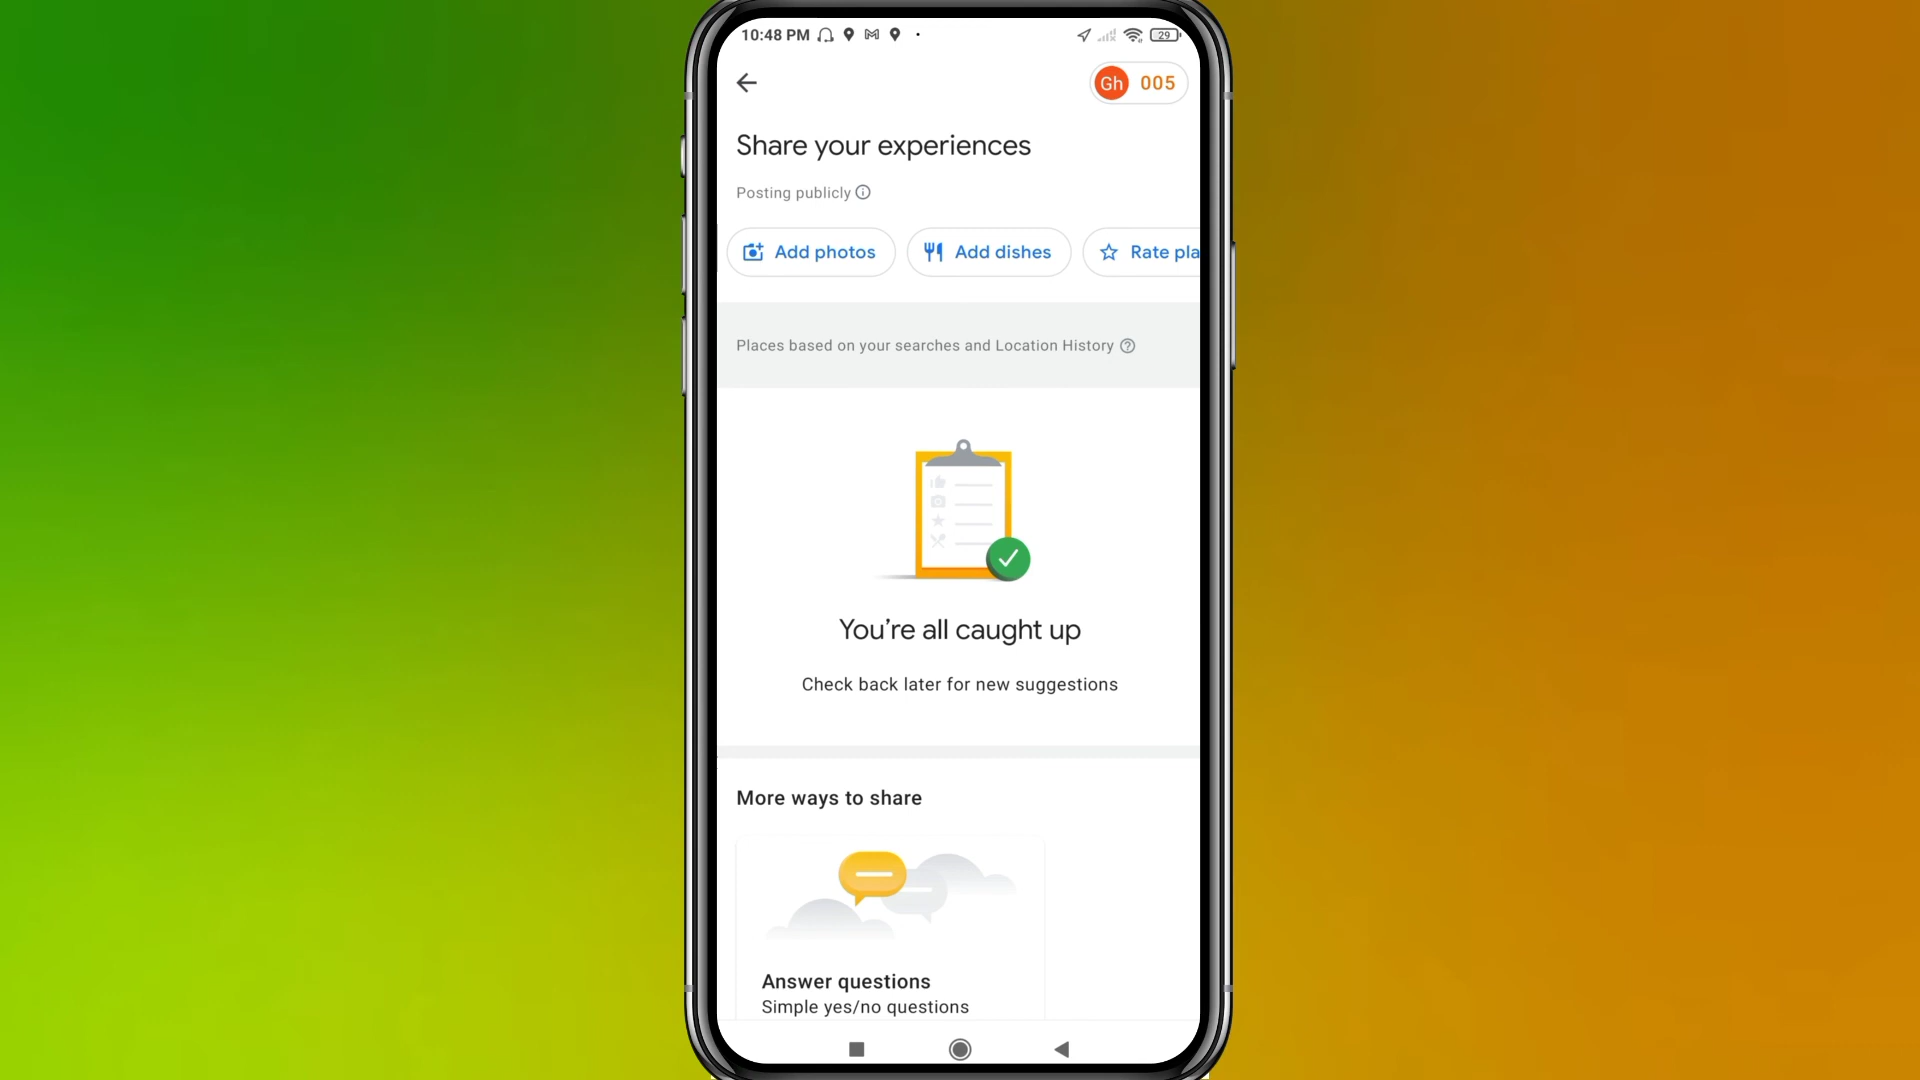 10:48 PM
29
Gh 005
Share your experiences
Posting publicly
Add photos
Add dishes
Rate pla
Places based on your searches and Location History
You're all caught up
Check back later for new suggestions
More ways to share
Answer questions
Simple yes/no questions